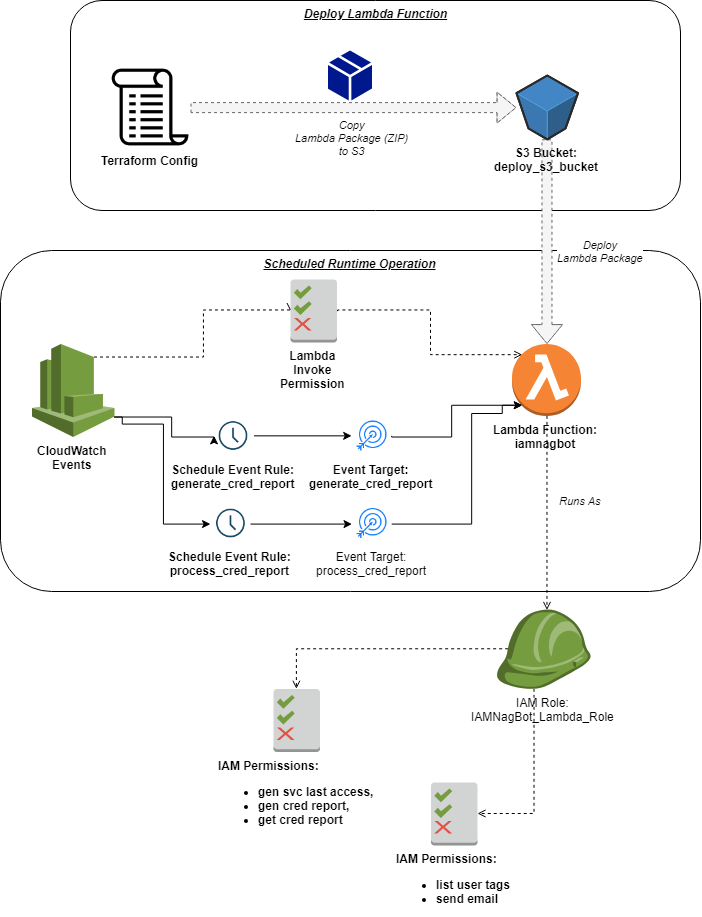 Deploy Lambda Function
Copy
Lambda Package (ZIP)
to S3
Terraform Config
S3 Bucket:
deploy_s3_bucket
Deploy
Lambda Package
Scheduled Runtime Operation
Lambda
Invoke
Permission
CloudWatch
Events
Lambda Function:
iamnagbot
Schedule Event Rule:
generate_cred_report
Event Target:
generate_cred_report
Runs As
Schedule Event Rule:
process_cred_report
Event Target:
process_cred_report
IAM Role:
IAMNagBot_Lambda_Role
IAM Permissions:
• gen svc last access,
• gen cred report,
• get cred report
IAM Permissions:
• list user tags
• send email